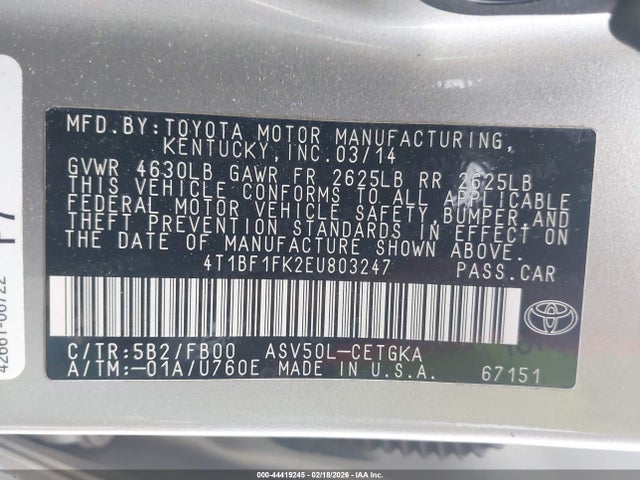 MFD.BY:TOYOTA MOTOR MANUFACTURING,
KENTUCKY,INC.03/14
GVWR 4630LB GAWR FR 2625LB RR 2625LB
THIS VEHICLE CONFORMS TO ALL APPLICABLE
FEDERAL MOTOR VEHICLE SAFETY, BUMPER AND
THEFT PREVENTION STANDARDS IN EFFECT ON
THE DATE OF MANUFACTURE SHOWN ABOVE.
4T1BF1FK2EU803247 PASS.CAR
C/TR:5B2/FB00 ASV50L-CETGKA
A/TM:-01A/U760E MADE IN U.S.A. 67151
42661-06722
000-44419245 - 02/18/2026 - © IAA Inc.